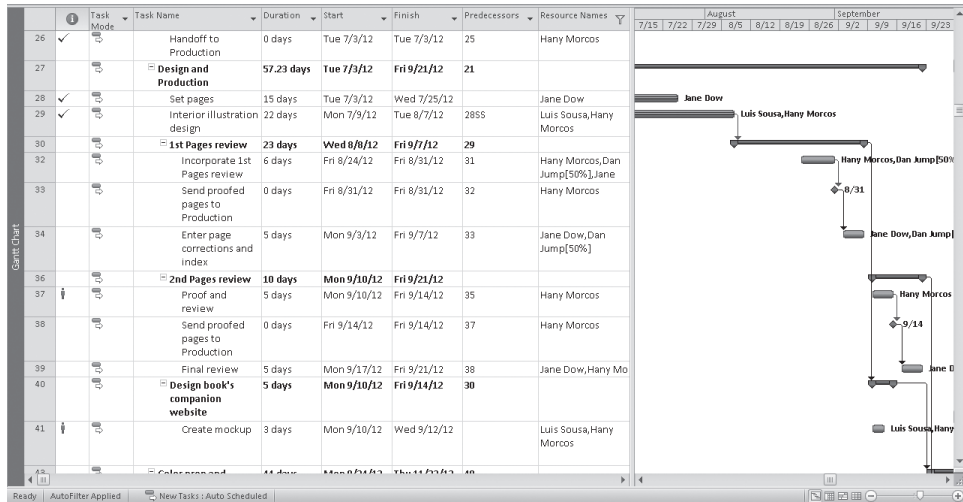 Task Mode Task Name Duration Start Finish Predecessors Resource Names
August September
7/15 7/22 7/29 8/5 8/12 8/19 8/26 9/2 9/9 9/16 9/23
26 Handoff to Production 0 days Tue 7/3/12 Tue 7/3/12 25 Hany Morcos
27 Design and Production 57.23 days Tue 7/3/12 Fri 9/21/12 21
28 Set pages 15 days Tue 7/3/12 Wed 7/25/12 Jane Dow
Jane Dow
29 Interior illustration design 22 days Mon 7/9/12 Tue 8/7/12 28SS Luis Sousa,Hany Morcos
Luis Sousa,Hany Morcos
30 1st Pages review 23 days Wed 8/8/12 Fri 9/7/12 29
32 Incorporate 1st Pages review 6 days Fri 8/24/12 Fri 8/31/12 31 Hany Morcos,Dan Jump[50%],Jane
Hany Morcos,Dan Jump[50%
33 Send proofed pages to Production 0 days Fri 8/31/12 Fri 8/31/12 32 Hany Morcos
8/31
34 Enter page corrections and index 5 days Mon 9/3/12 Fri 9/7/12 33 Jane Dow,Dan Jump[50%]
Jane Dow,Dan Jump[
36 2nd Pages review 10 days Mon 9/10/12 Fri 9/21/12
37 Proof and review 5 days Mon 9/10/12 Fri 9/14/12 35 Hany Morcos
Hany Morcos
38 Send proofed pages to Production 0 days Fri 9/14/12 Fri 9/14/12 37 Hany Morcos
9/14
39 Final review 5 days Mon 9/17/12 Fri 9/21/12 38 Jane Dow,Hany Mo
Jane D
40 Design book's companion website 5 days Mon 9/10/12 Fri 9/14/12 30
41 Create mockup 3 days Mon 9/10/12 Wed 9/12/12 Luis Sousa,Hany Morcos
Luis Sousa,Hany
Gantt Chart
Ready AutoFilter Applied New Tasks : Auto Scheduled